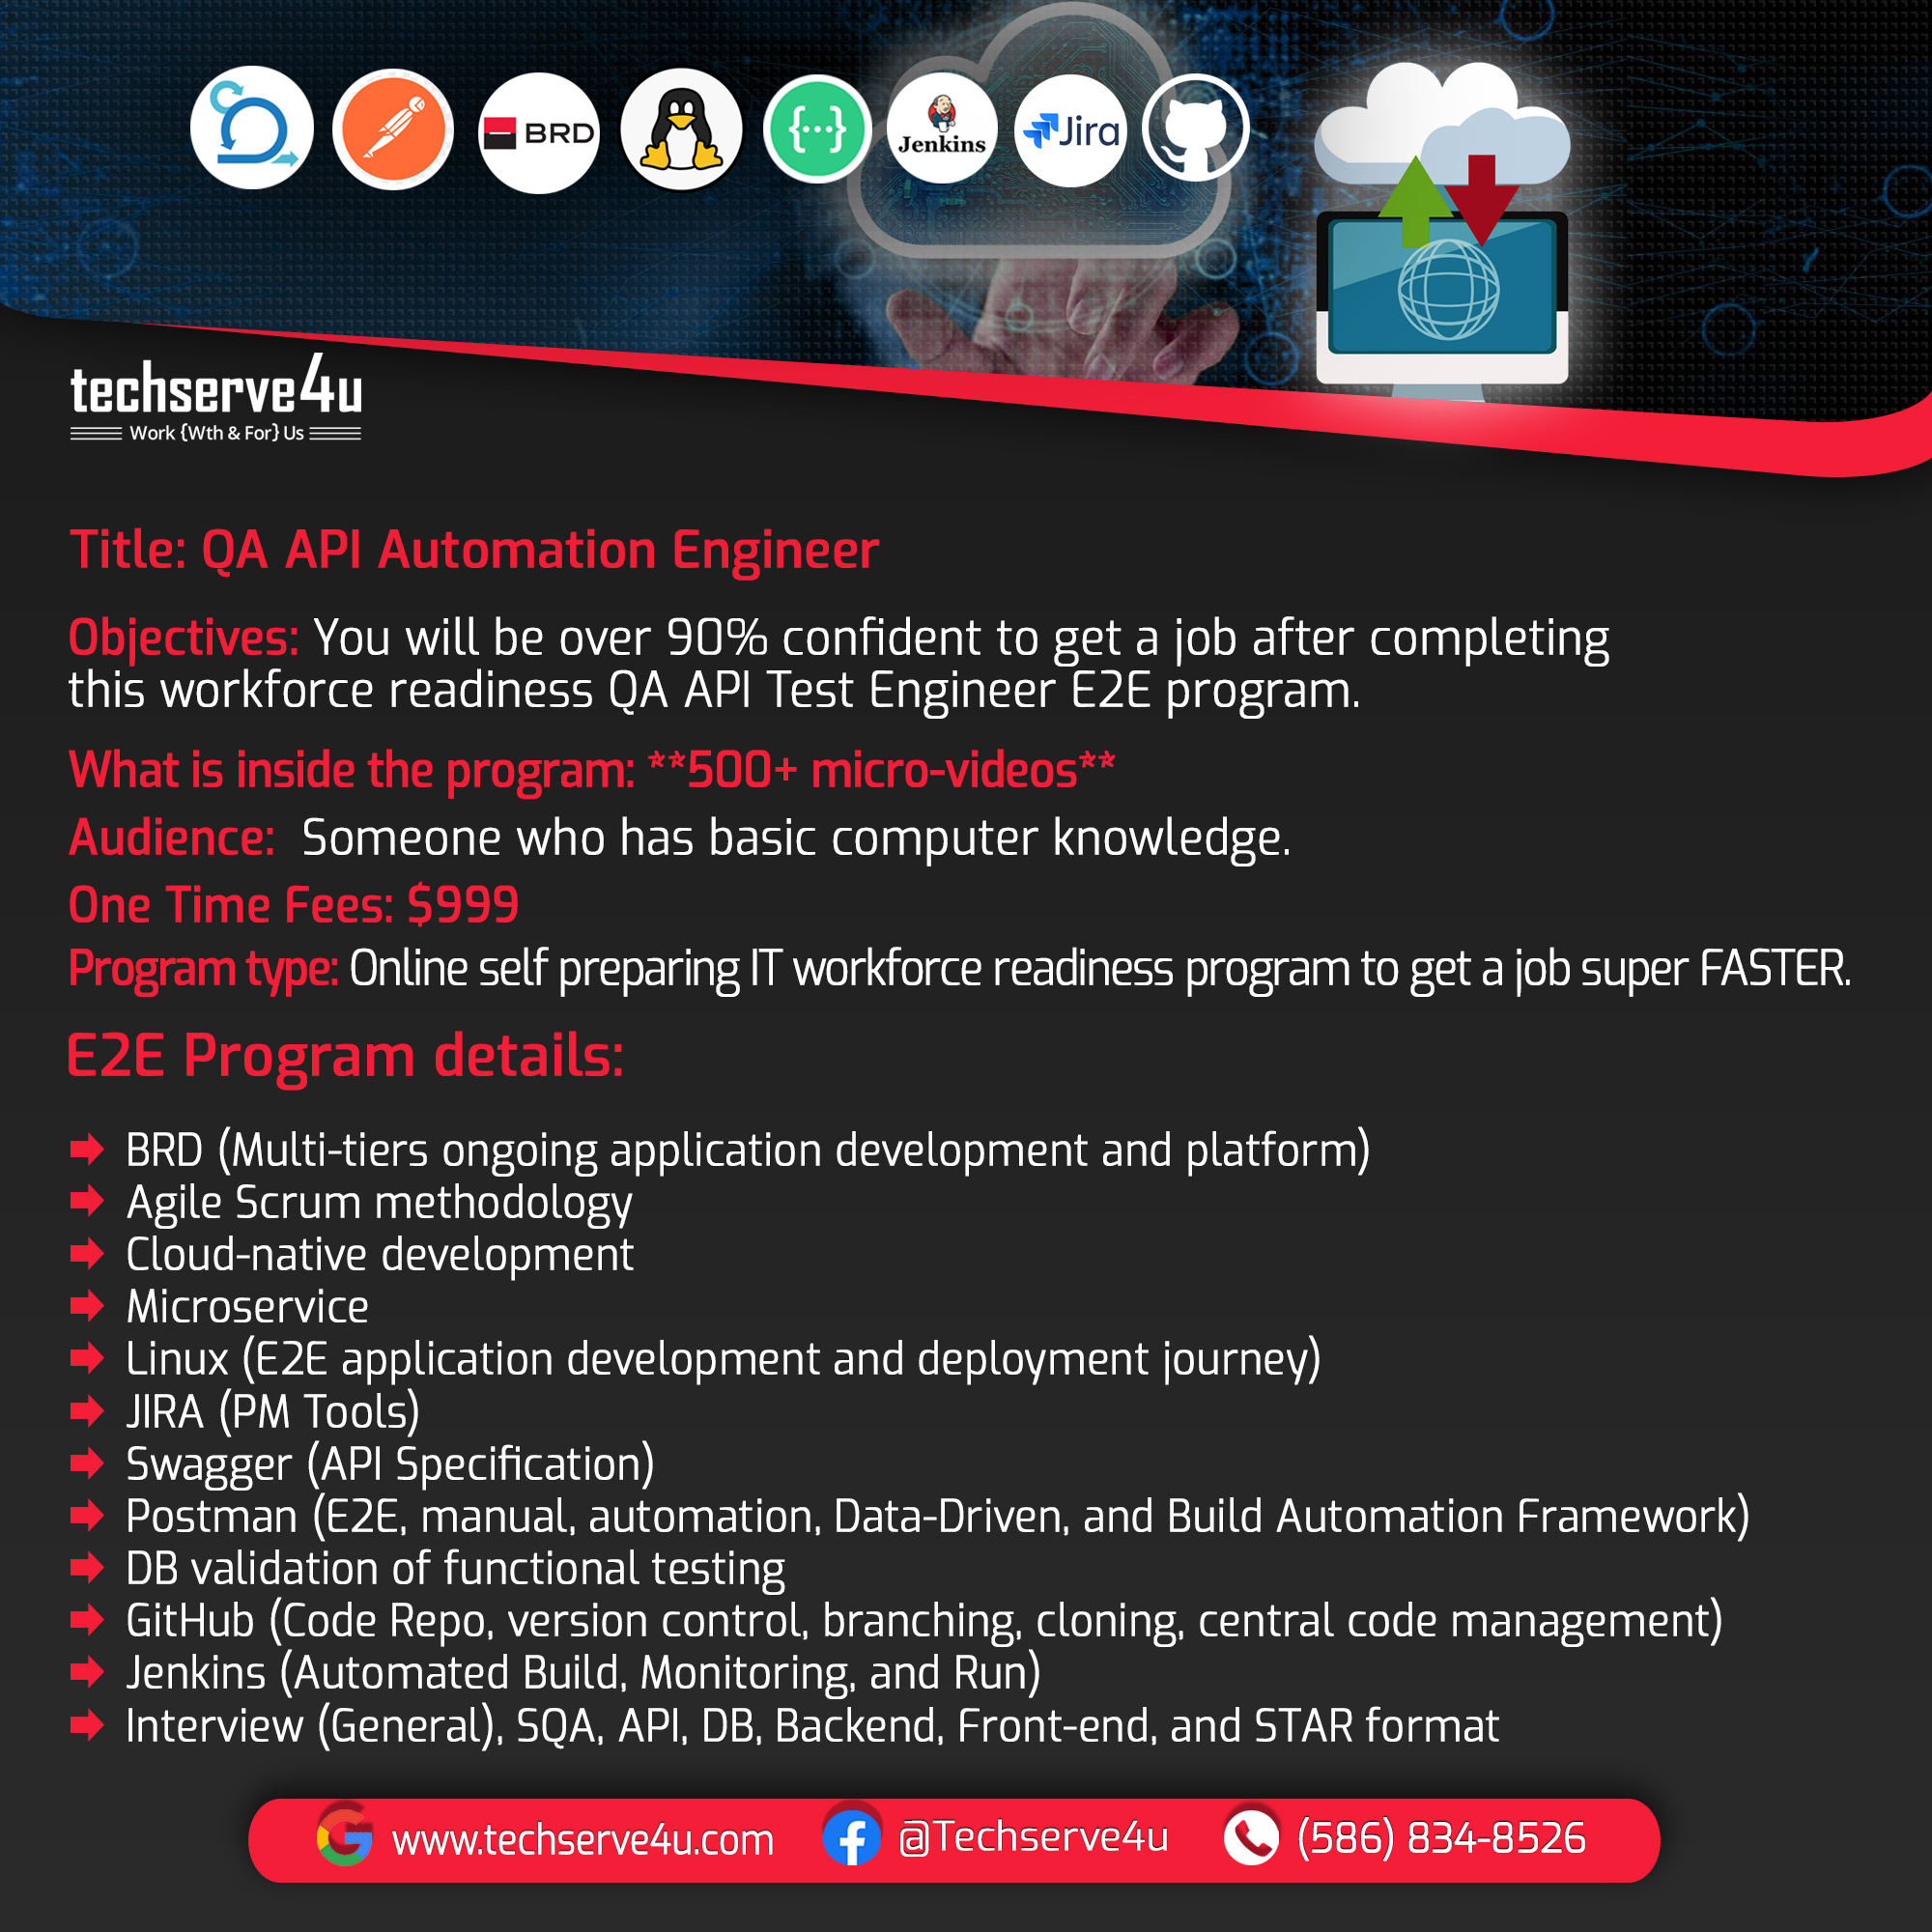 BRD
Jenkins
Jira
techserve4u
Work {Wth & For} Us
Title: QA API Automation Engineer
Objectives: You will be over 90% confident to get a job after completing
this workforce readiness QA API Test Engineer E2E program.
What is inside the program: **500+ micro-videos**
Audience: Someone who has basic computer knowledge.
One Time Fees: $999
Program type: Online self preparing IT workforce readiness program to get a job super FASTER.
E2E Program details:
BRD (Multi-tiers ongoing application development and platform)
Agile Scrum methodology
Cloud-native development
Microservice
Linux (E2E application development and deployment journey)
JIRA (PM Tools)
Swagger (API Specification)
Postman (E2E, manual, automation, Data-Driven, and Build Automation Framework)
DB validation of functional testing
GitHub (Code Repo, version control, branching, cloning, central code management)
Jenkins (Automated Build, Monitoring, and Run)
Interview (General), SQA, API, DB, Backend, Front-end, and STAR format
www.techserve4u.com @Techserve4u (586) 834-8526